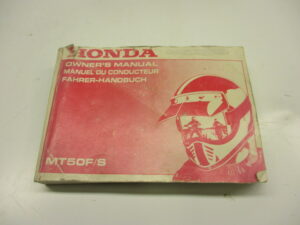 HONDA
OWNER'S MANUAL
MANUEL DU CONDUCTEUR
FAHRER-HANDBUCH
MT50F/S